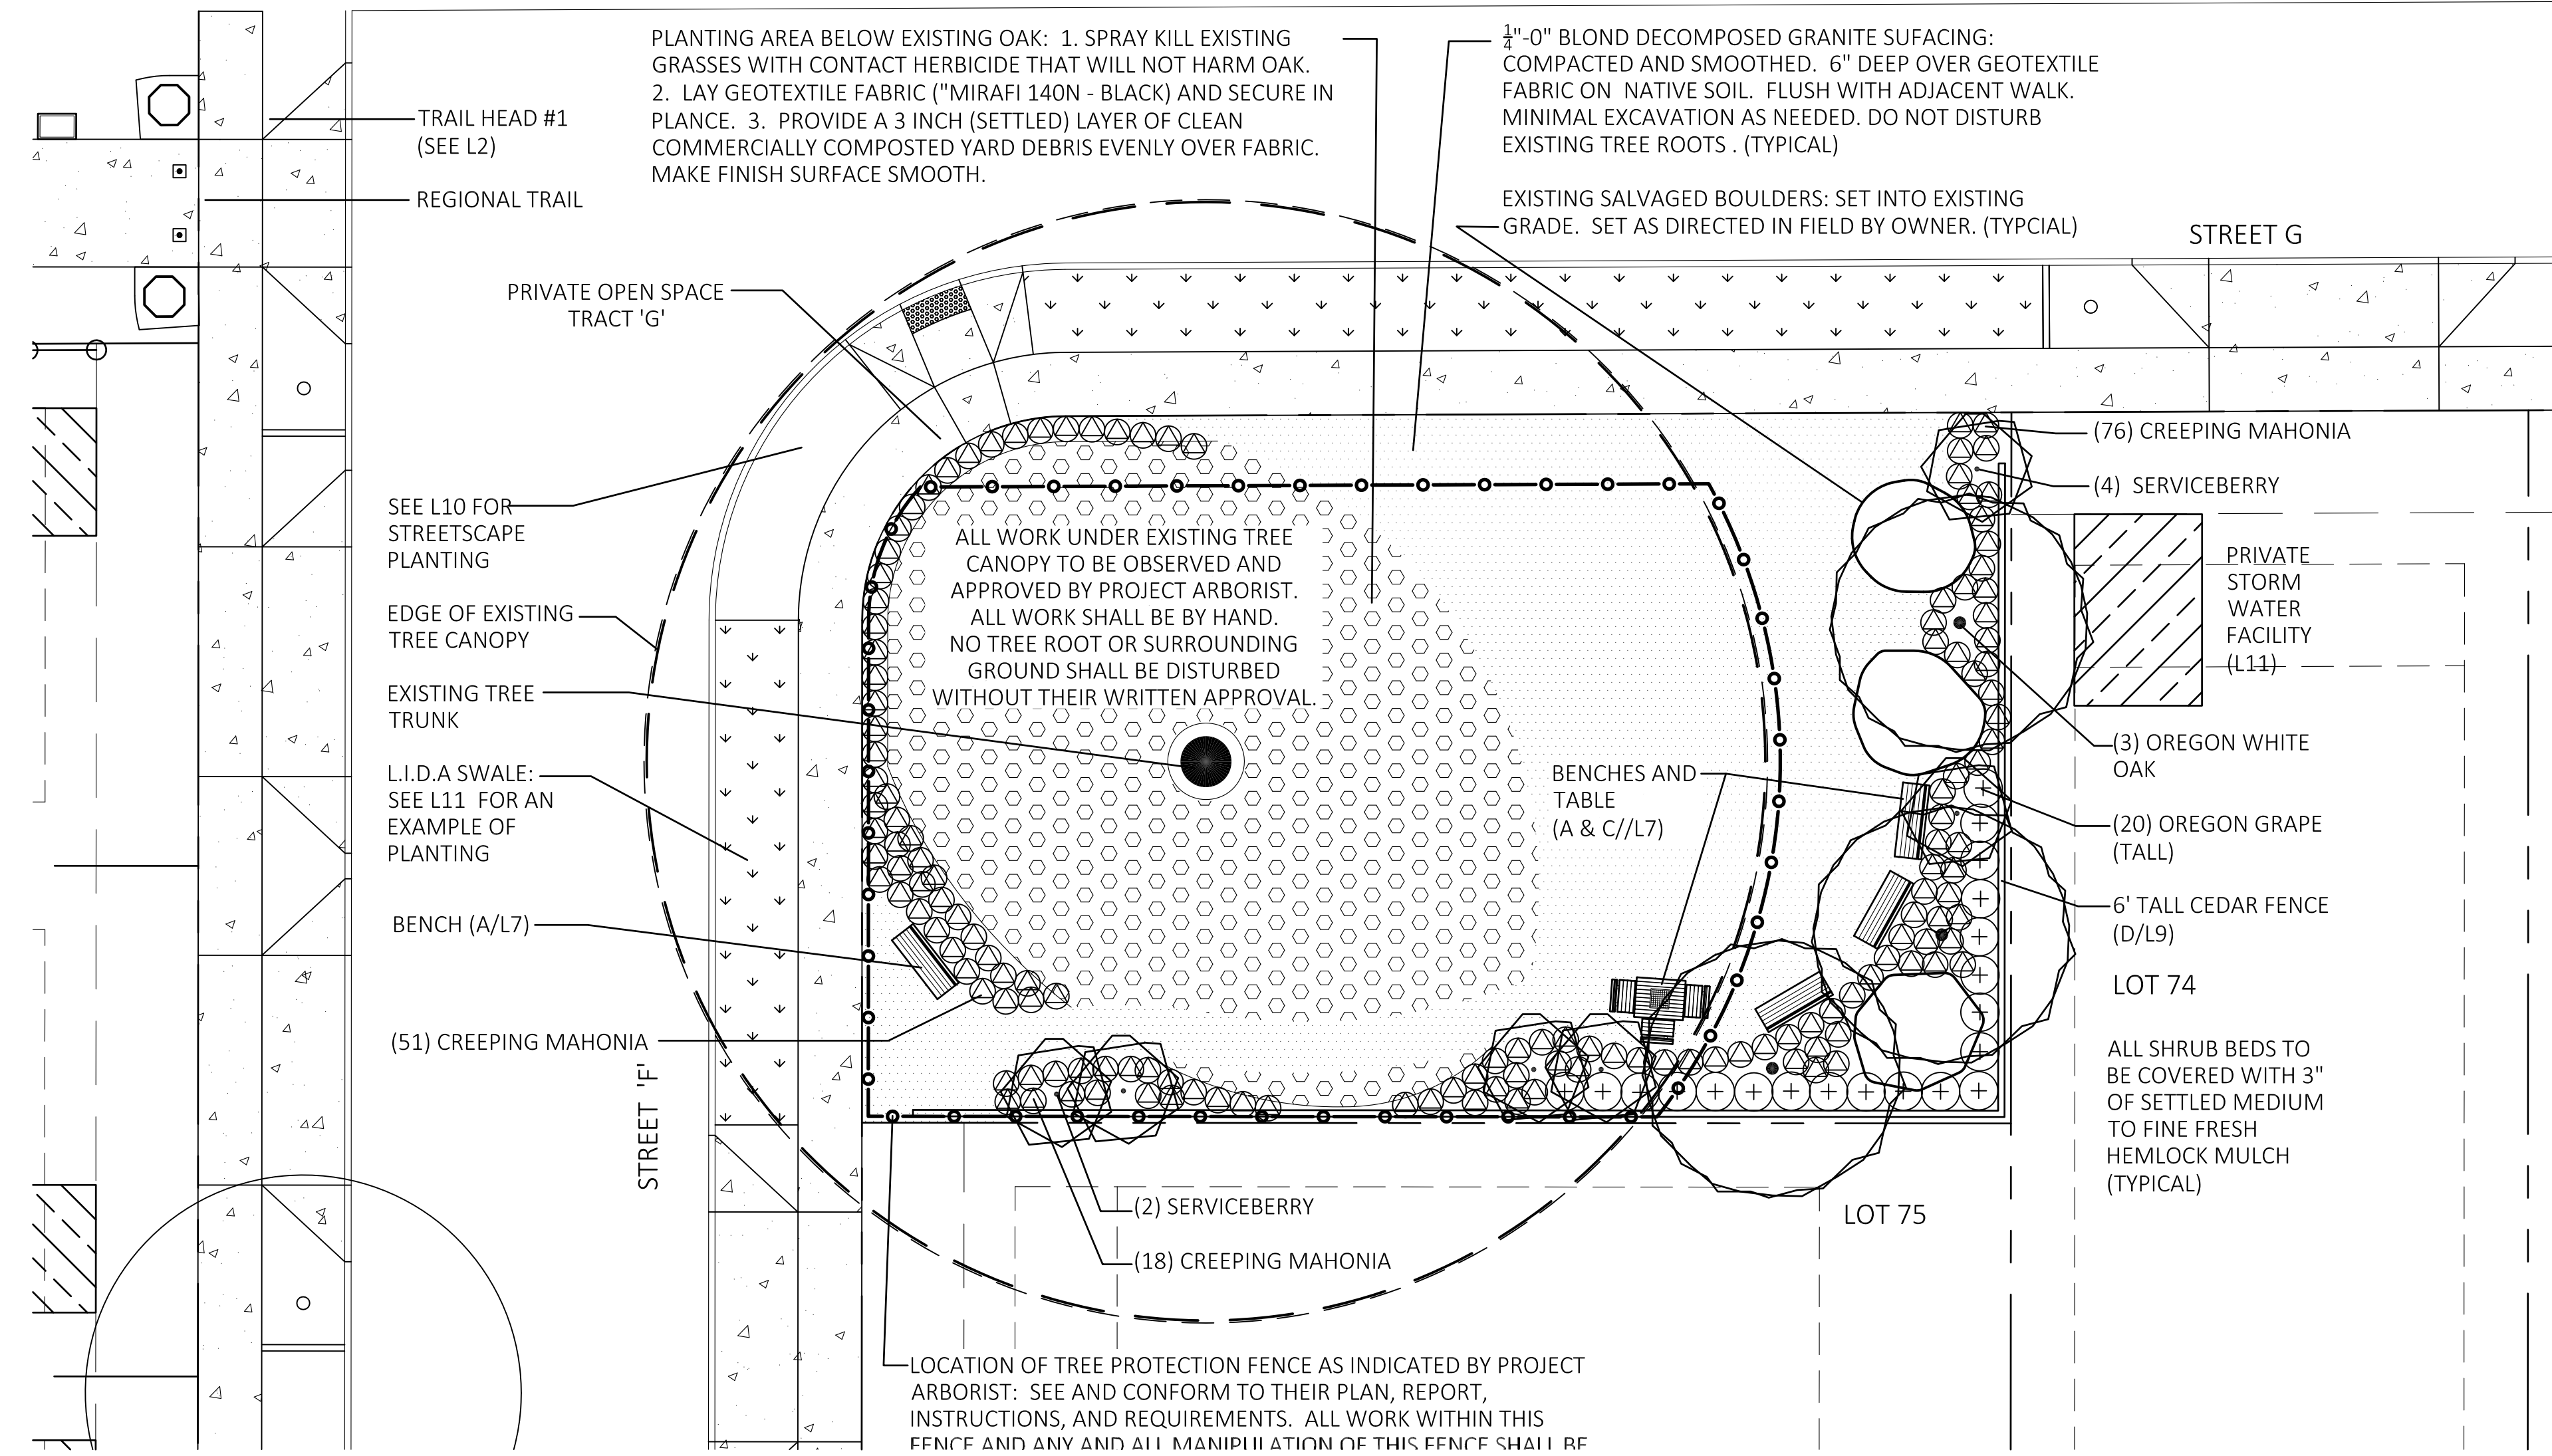 PLANTING AREA BELOW EXISTING OAK:  1. SPRAY KILL EXISTING
GRASSES WITH CONTACT HERBICIDE THAT WILL NOT HARM OAK.
2.  LAY GEOTEXTILE FABRIC ("MIRAFI 140N - BLACK) AND SECURE IN
PLANCE.  3.  PROVIDE A 3 INCH (SETTLED) LAYER OF CLEAN
COMMERCIALLY COMPOSTED YARD DEBRIS EVENLY OVER FABRIC.
MAKE FINISH SURFACE SMOOTH.
1/4"-0" BLOND DECOMPOSED GRANITE SUFACING:
COMPACTED AND SMOOTHED.  6" DEEP OVER GEOTEXTILE
FABRIC ON  NATIVE SOIL.  FLUSH WITH ADJACENT WALK.
MINIMAL EXCAVATION AS NEEDED. DO NOT DISTURB
EXISTING TREE ROOTS . (TYPICAL)
EXISTING SALVAGED BOULDERS: SET INTO EXISTING
GRADE.  SET AS DIRECTED IN FIELD BY OWNER. (TYPCIAL)
STREET G
TRAIL HEAD #1
(SEE L2)
REGIONAL TRAIL
PRIVATE OPEN SPACE
TRACT 'G'
SEE L10 FOR
STREETSCAPE
PLANTING
EDGE OF EXISTING
TREE CANOPY
EXISTING TREE
TRUNK
L.I.D.A SWALE:
SEE L11  FOR AN
EXAMPLE OF
PLANTING
BENCH (A/L7)
(51) CREEPING MAHONIA
STREET  'F'
ALL WORK UNDER EXISTING TREE
CANOPY TO BE OBSERVED AND
APPROVED BY PROJECT ARBORIST.
ALL WORK SHALL BE BY HAND.
NO TREE ROOT OR SURROUNDING
GROUND SHALL BE DISTURBED
WITHOUT THEIR WRITTEN APPROVAL.
BENCHES AND
TABLE
(A & C//L7)
(76) CREEPING MAHONIA
(4)  SERVICEBERRY
PRIVATE
STORM
WATER
FACILITY
(L11)
(3) OREGON WHITE
OAK
(20) OREGON GRAPE
(TALL)
6' TALL CEDAR FENCE
(D/L9)
LOT 74
ALL SHRUB BEDS TO
BE COVERED WITH 3"
OF SETTLED MEDIUM
TO FINE FRESH
HEMLOCK MULCH
(TYPICAL)
LOT 75
(2) SERVICEBERRY
(18) CREEPING MAHONIA
LOCATION OF TREE PROTECTION FENCE AS INDICATED BY PROJECT
ARBORIST:  SEE AND CONFORM TO THEIR PLAN, REPORT,
INSTRUCTIONS, AND REQUIREMENTS.  ALL WORK WITHIN THIS
FENCE AND ANY AND ALL MANIPULATION OF THIS FENCE SHALL BE